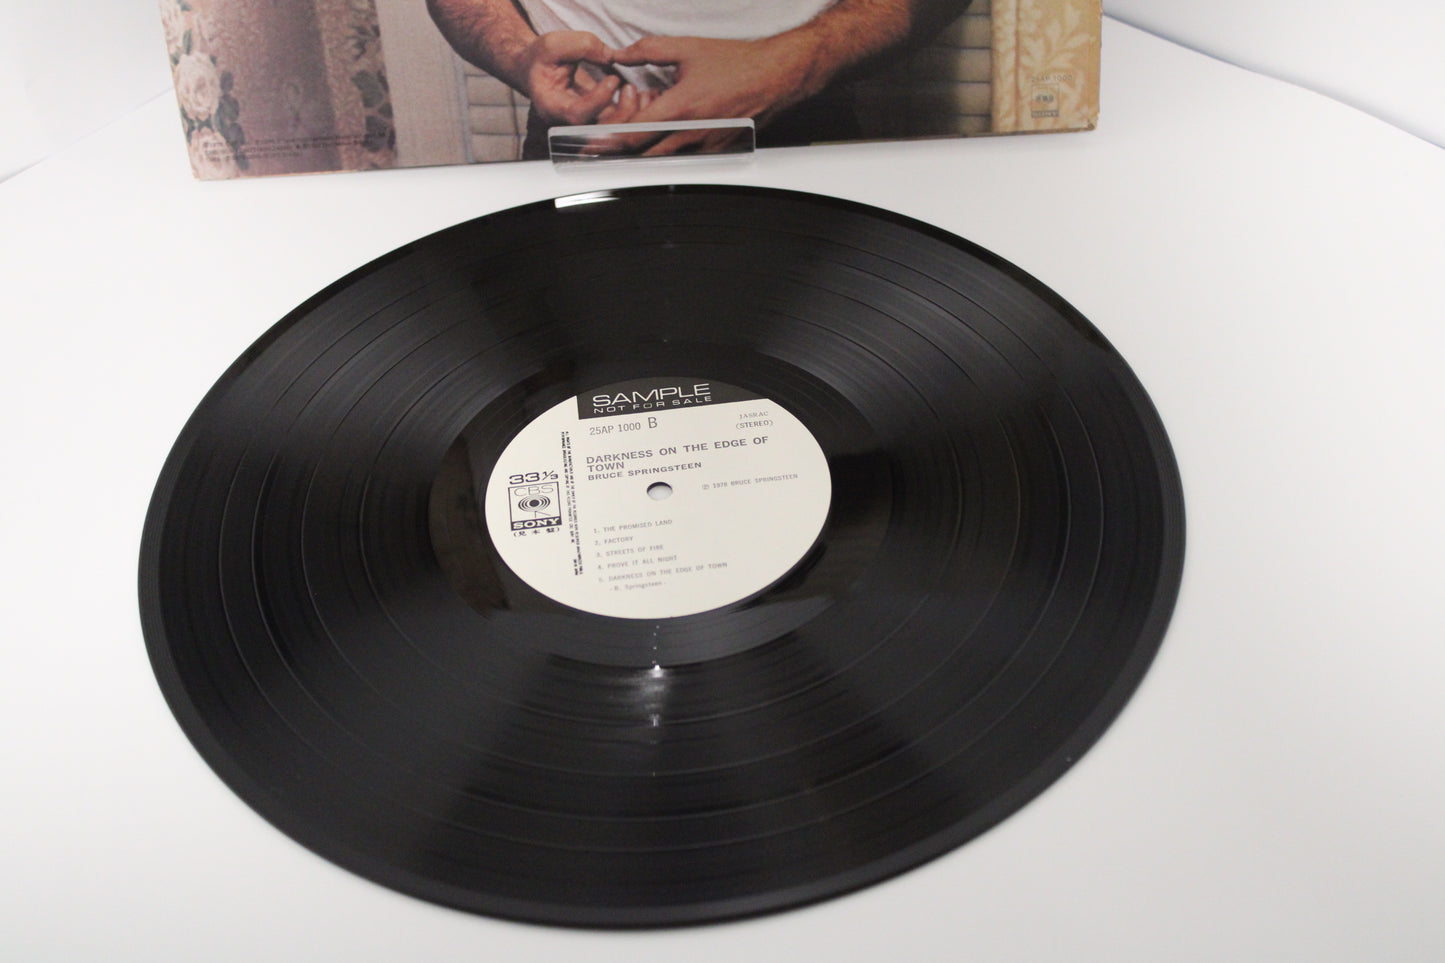 25AP 1000
SAMPLE
NOT FOR SALE
25AP 1000 B
JASRAC
(STEREO)
DARKNESS ON THE EDGE OF
TOWN
BRUCE SPRINGSTEEN
℗ 1978 BRUCE SPRINGSTEEN
33⅓
CBS
SONY
(見本盤)
1. THE PROMISED LAND
2. FACTORY
3. STREETS OF FIRE
4. PROVE IT ALL NIGHT
5. DARKNESS ON THE EDGE OF TOWN
- B. Springsteen -